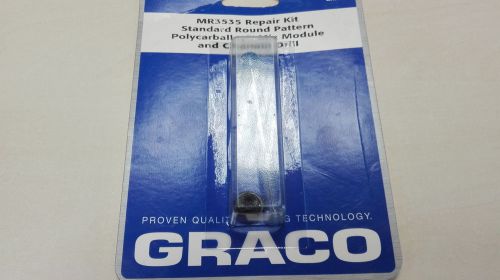 MR3535 Repair Kit
Standard Round Pattern
Module
and
PROVEN TECHNOLOGY.
GRACO